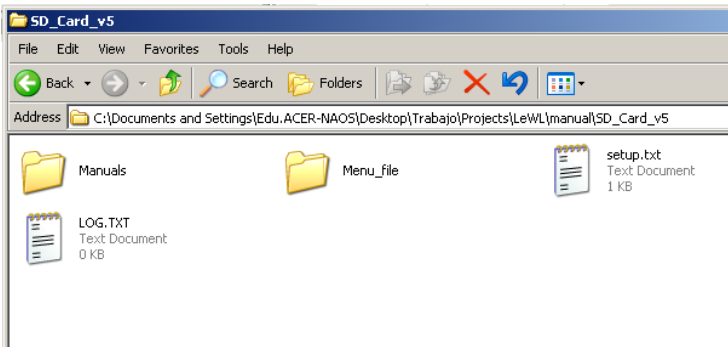 SD_Card_v5
File Edit View Favorites Tools Help
Back Search Folders
Address C:\Documents and Settings\Edu.ACER-NAOS\Desktop\Trabajo\Projects\LeWL\manual\SD_Card_v5
Manuals
Menu_file
setup.txt
Text Document
1 KB
LOG.TXT
Text Document
0 KB